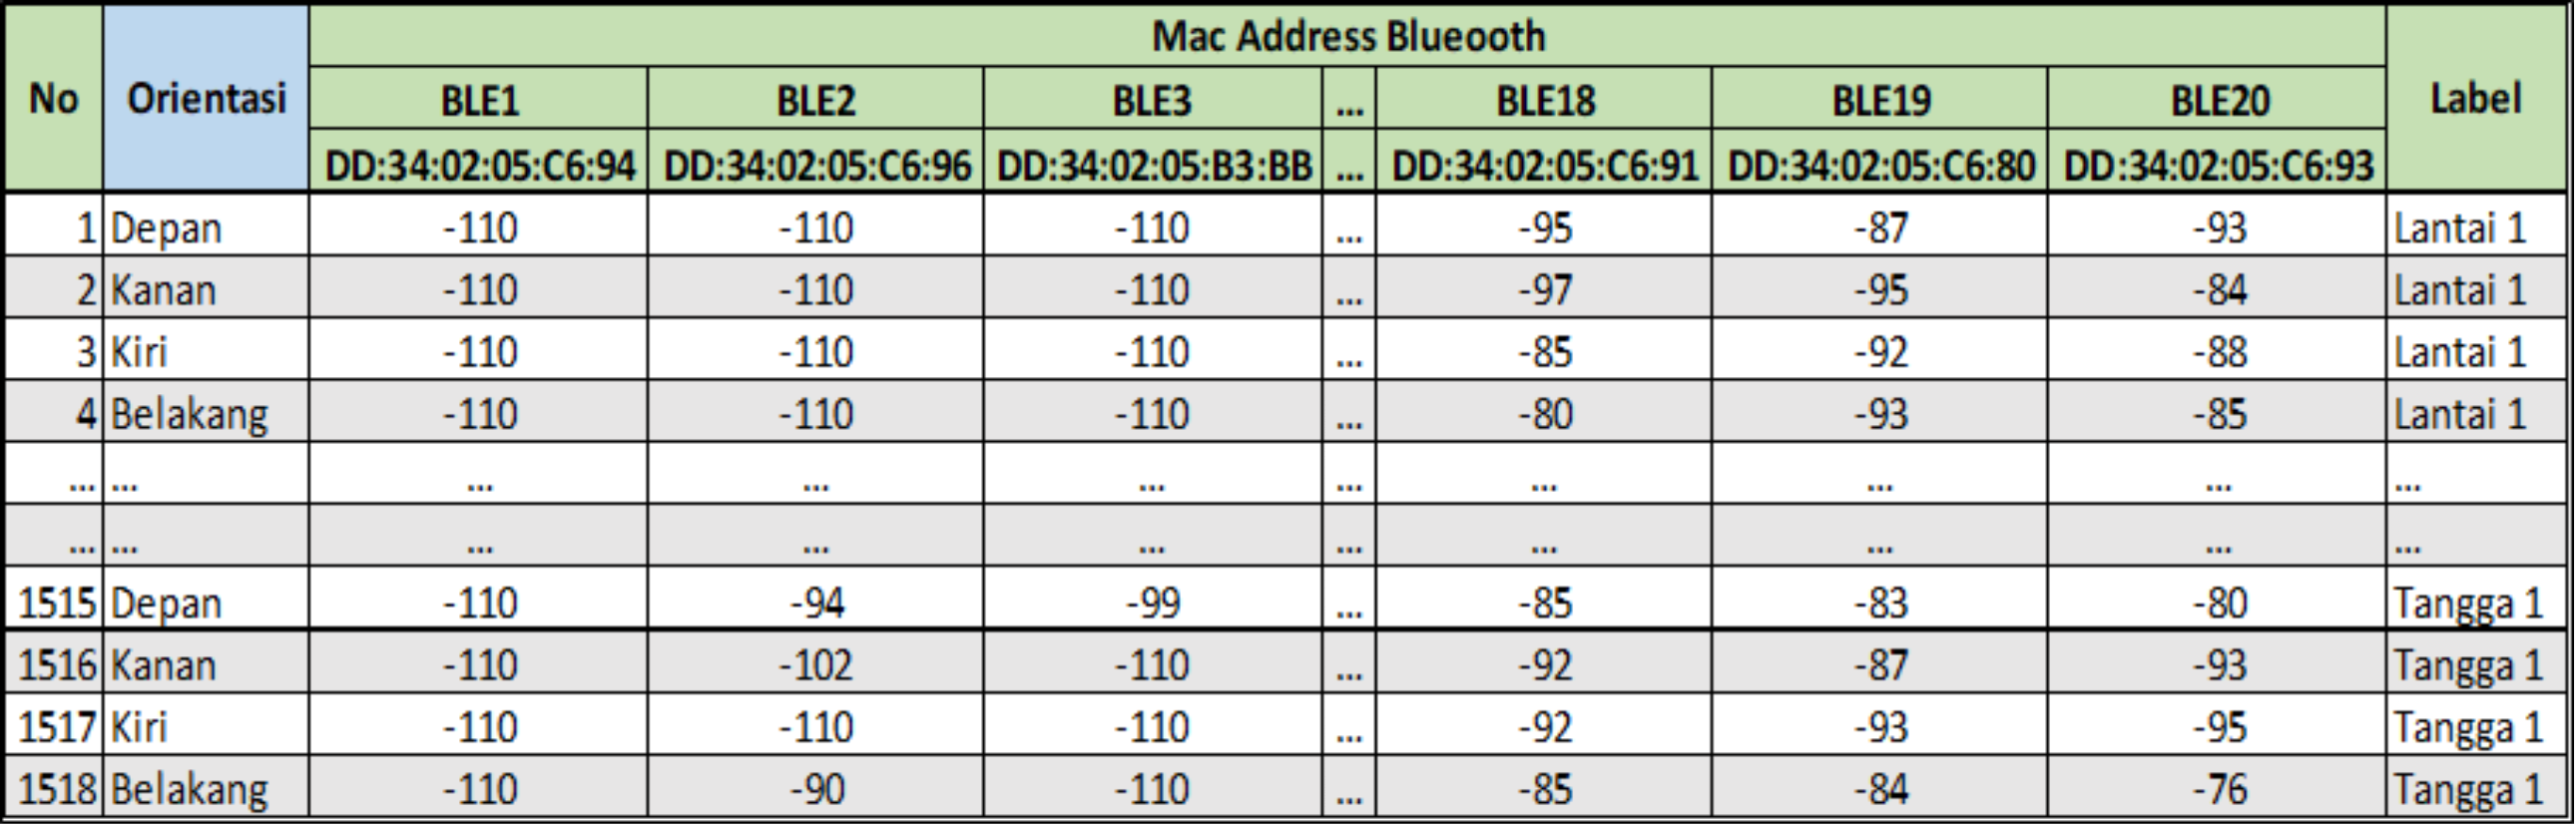 Mac Address Blueooth
No Orientasi BLE1 BLE2 BLE3 ... BLE18 BLE19 BLE20 Label
DD:34:02:05:C6:94 DD:34:02:05:C6:96 DD:34:02:05:B3:BB ... DD:34:02:05:C6:91 DD:34:02:05:C6:80 DD:34:02:05:C6:93
1 Depan -110 -110 -110 ... -95 -87 -93 Lantai 1
2 Kanan -110 -110 -110 ... -97 -95 -84 Lantai 1
3 Kiri -110 -110 -110 ... -85 -92 -88 Lantai 1
4 Belakang -110 -110 -110 ... -80 -93 -85 Lantai 1
... ... ... ... ... ... ... ... ... ...
... ... ... ... ... ... ... ... ... ...
1515 Depan -110 -94 -99 ... -85 -83 -80 Tangga 1
1516 Kanan -110 -102 -110 ... -92 -87 -93 Tangga 1
1517 Kiri -110 -110 -110 ... -92 -93 -95 Tangga 1
1518 Belakang -110 -90 -110 ... -85 -84 -76 Tangga 1